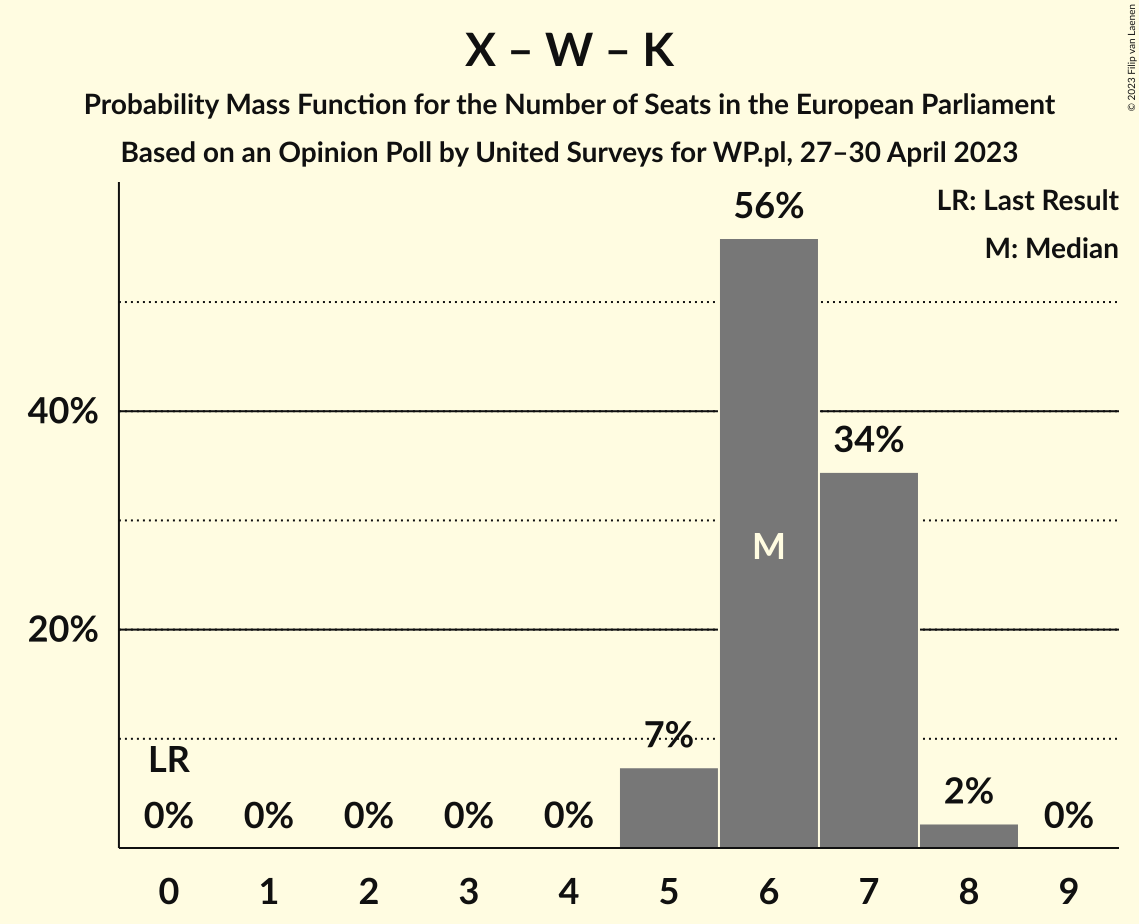 X – W – K
Probability Mass Function for the Number of Seats in the European Parliament
Based on an Opinion Poll by United Surveys for WP.pl, 27–30 April 2023
© 2023 Filip van Laenen
LR: Last Result
M: Median
56%
40%
34%
M
20%
7%
LR
2%
0% 0% 0% 0% 0% 0%
0 1 2 3 4 5 6 7 8 9